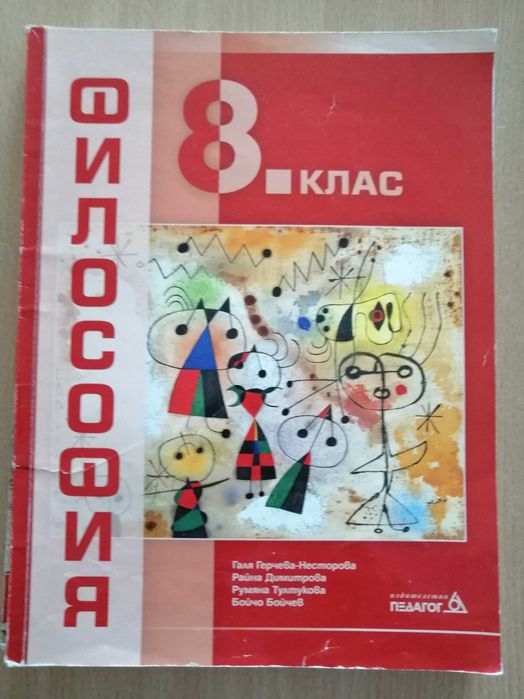 ФИЛОСОФИЯ
8. КЛАС
Галя Герчева-Несторова
Райна Димитрова
Румяна Тултукова
Бойчо Бойчев
издателство
ПЕДАГОГ 6